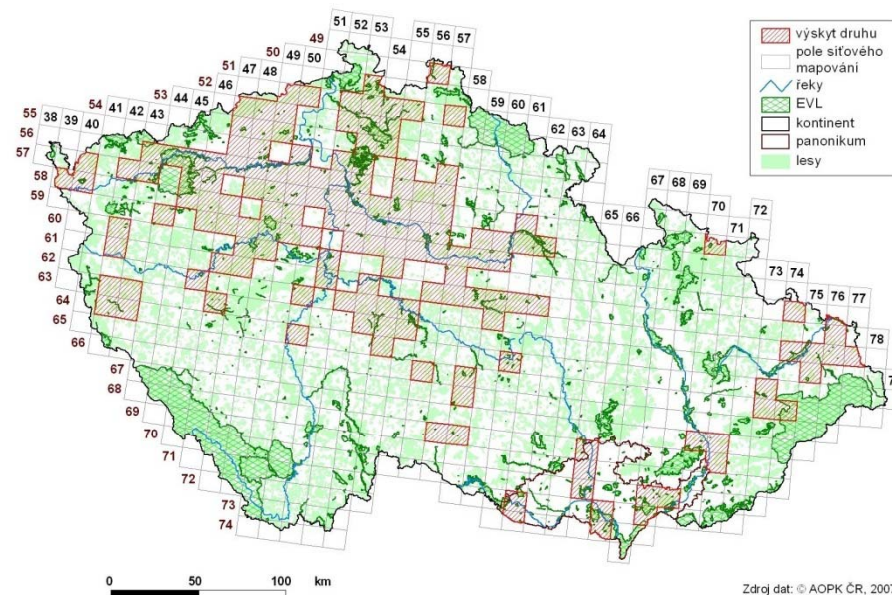 51 52 53
49 54 55 56 57
50 49 50 58
51 47 48 59 60 61
52 46 62 63 64
53 44 45
54 41 42 43
55 38 39 40
56
57
58
59
60
61
62
63
64
65
66
67
68
69
70
71
72
73
74
65 66 67 68 69 70 71 72
73 74 75 76 77
78
7
výskyt druhu
pole síťového
mapování
řeky
EVL
kontinent
panonikum
lesy
0 50 100 km
Zdroj dat: © AOPK ČR, 2007